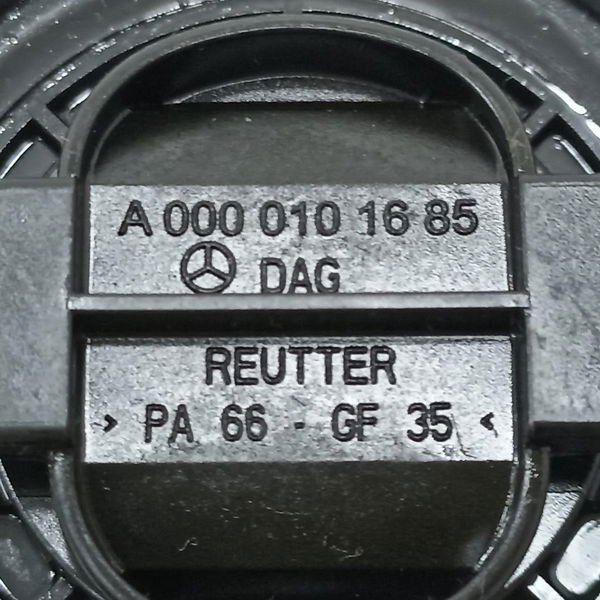 A 000 010 16 85
DAG
REUTTER
> PA 66 - GF 35 <